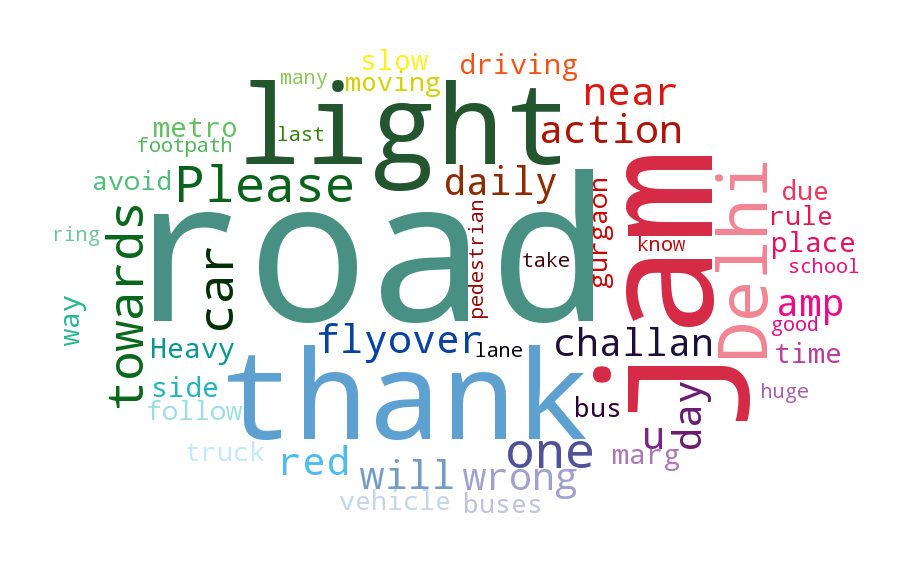 many
slow
driving
moving
near
light
metro
last
action
footpath
avoid
Please
daily
due
ring
towards
road
pedestrian
take
gurgaon
know
jam
Delhi
rule
place
school
way
car
Heavy
flyover
lane
challan
amp
good
time
side
thank
bus
day
huge
follow
truck
red
will
one
wrong
u
marg
vehicle
buses